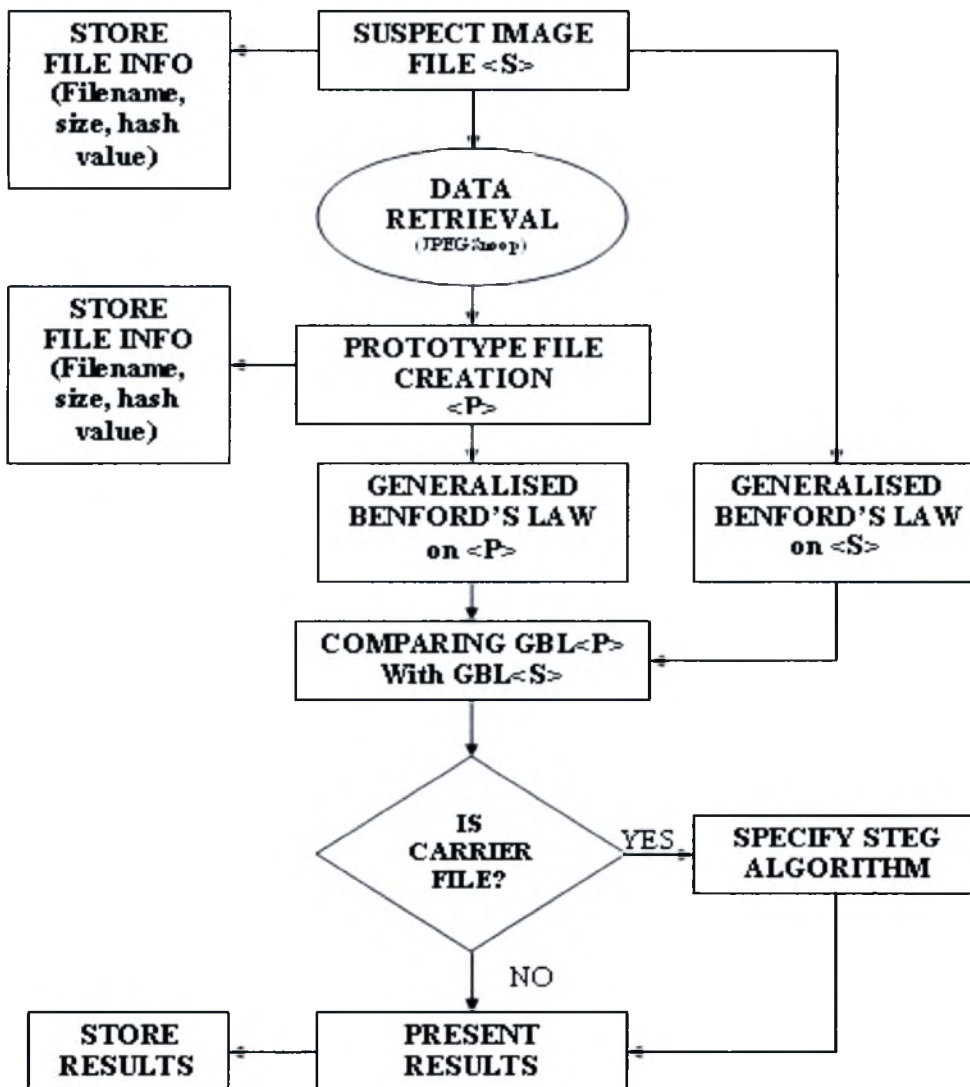 STORE
FILE INFO
(Filename,
size, hash
value)
SUSPECT IMAGE
FILE <S>
DATA
RETRIEVAL
(JPEGSnoop)
STORE
FILE INFO
(Filename,
size, hash
value)
PROTOTYPE FILE
CREATION
<P>
GENERALISED
BENFORD'S LAW
on <P>
GENERALISED
BENFORD'S LAW
on <S>
COMPARING GBL<P>
With GBL<S>
IS
CARRIER
FILE?
YES
SPECIFY STEG
ALGORITHM
NO
STORE
RESULTS
PRESENT
RESULTS